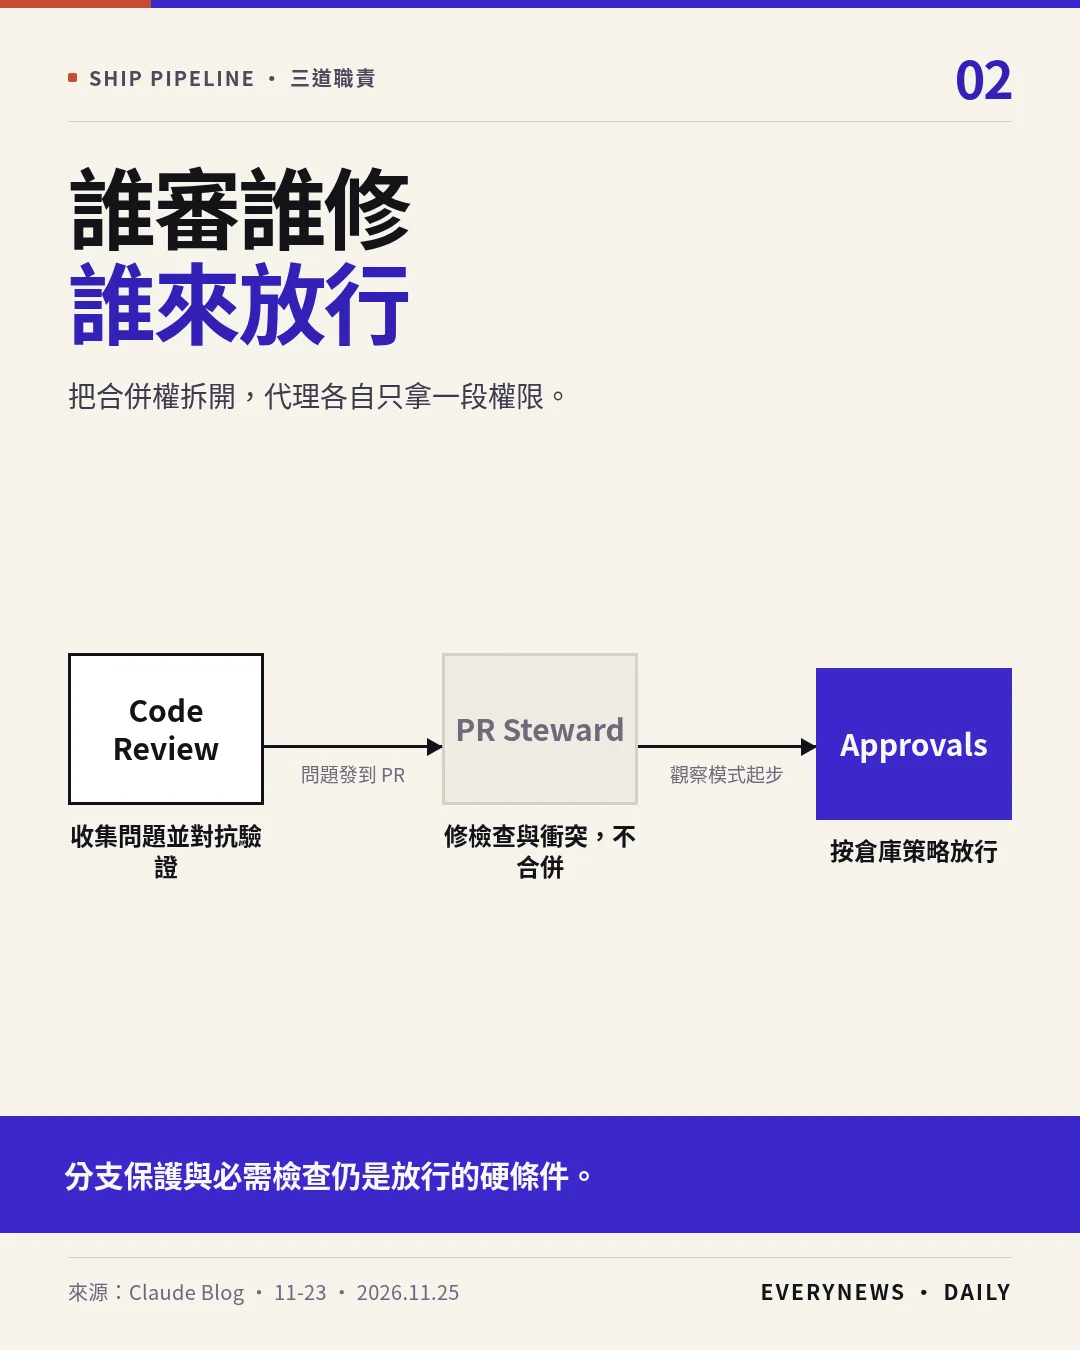 SHIP PIPELINE • 三道職責
02
誰審誰修
誰來放行
把合併權拆開，代理各自只拿一段權限。
Code
Review
問題發到 PR
PR Steward
觀察模式起步
Approvals
收集問題並對抗驗
證
修檢查與衝突，不
合併
按倉庫策略放行
分支保護與必需檢查仍是放行的硬條件。
來源：Claude Blog • 11-23 • 2026.11.25
EVERYNEWS • DAILY